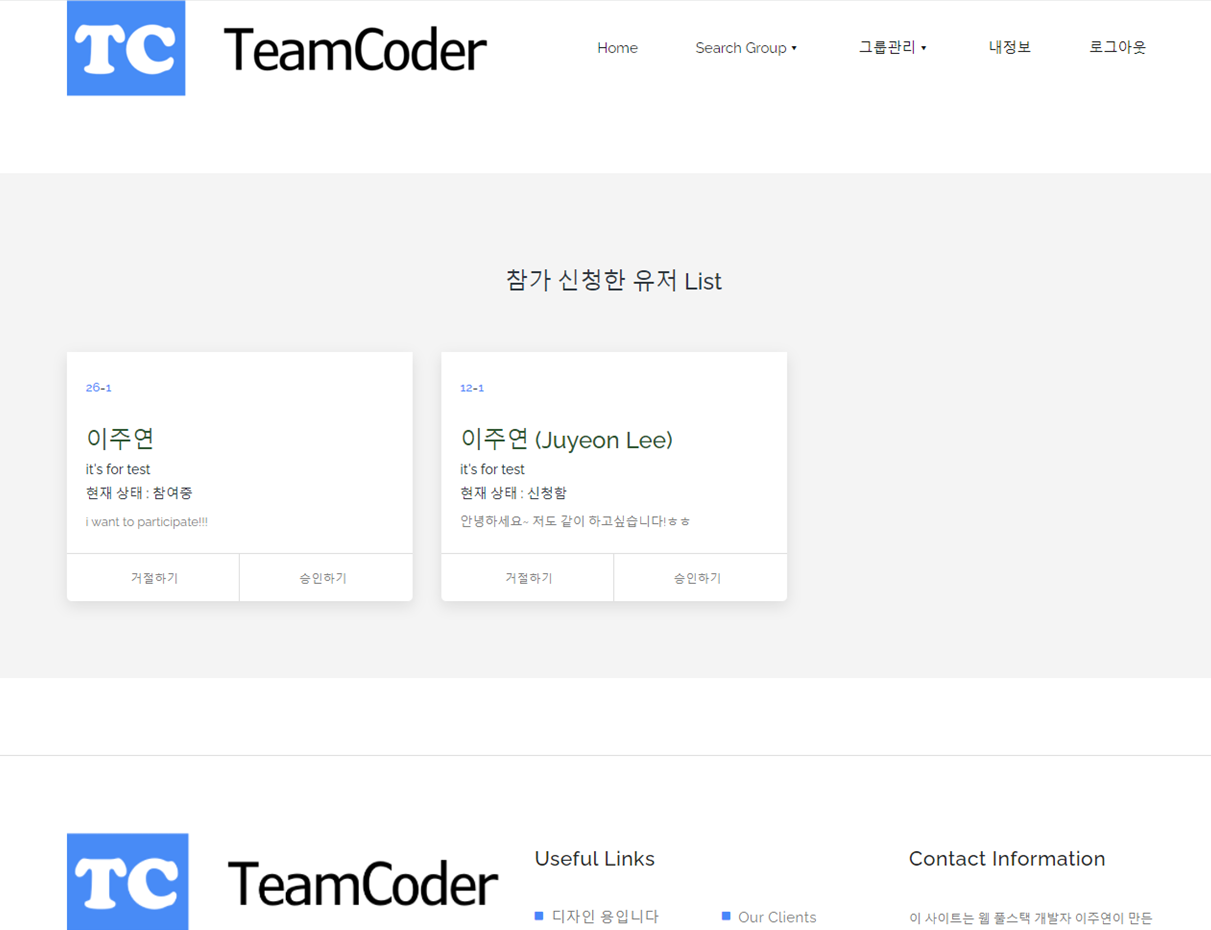 TC TeamCoder Home Search Group ▾ 그룹관리 ▾ 내정보 로그아웃
참가 신청한 유저 List
26-1
이주연
it's for test
현재 상태 : 참여중
i want to participate!!!
거절하기 승인하기
12-1
이주연 (Juyeon Lee)
it's for test
현재 상태 : 신청함
안녕하세요~ 저도 같이 하고싶습니다!ㅎㅎ
거절하기 승인하기
TC TeamCoder
Useful Links
디자인 용입니다 Our Clients
Contact Information
이 사이트는 웹 풀스택 개발자 이주연이 만든